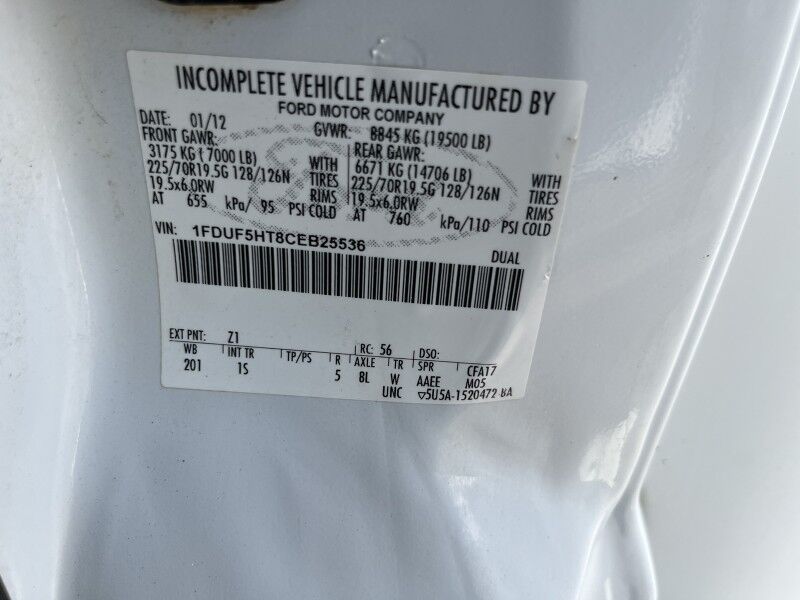 INCOMPLETE VEHICLE MANUFACTURED BY
FORD MOTOR COMPANY
DATE: 01/12 GVWR: 8845 KG (19500 LB)
FRONT GAWR: REAR GAWR:
3175 KG (7000 LB) WITH 6671 KG (14706 LB) WITH
225/70R19.5G 128/126N TIRES 225/70R19.5G 128/126N TIRES
19.5x6.0RW RIMS 19.5x6.0RW RIMS
AT 655 kPa/ 95 PSI COLD AT 760 kPa/110 PSI COLD
VIN: 1FDUF5HT8CEB25536 DUAL
EXT PNT: Z1 RC: 56 DSO:
WB INT TR TP/PS R AXLE TR SPR CFA17
201 1S 5 8L W AAEE M05
UNC ▽5U5A-1520472-BA